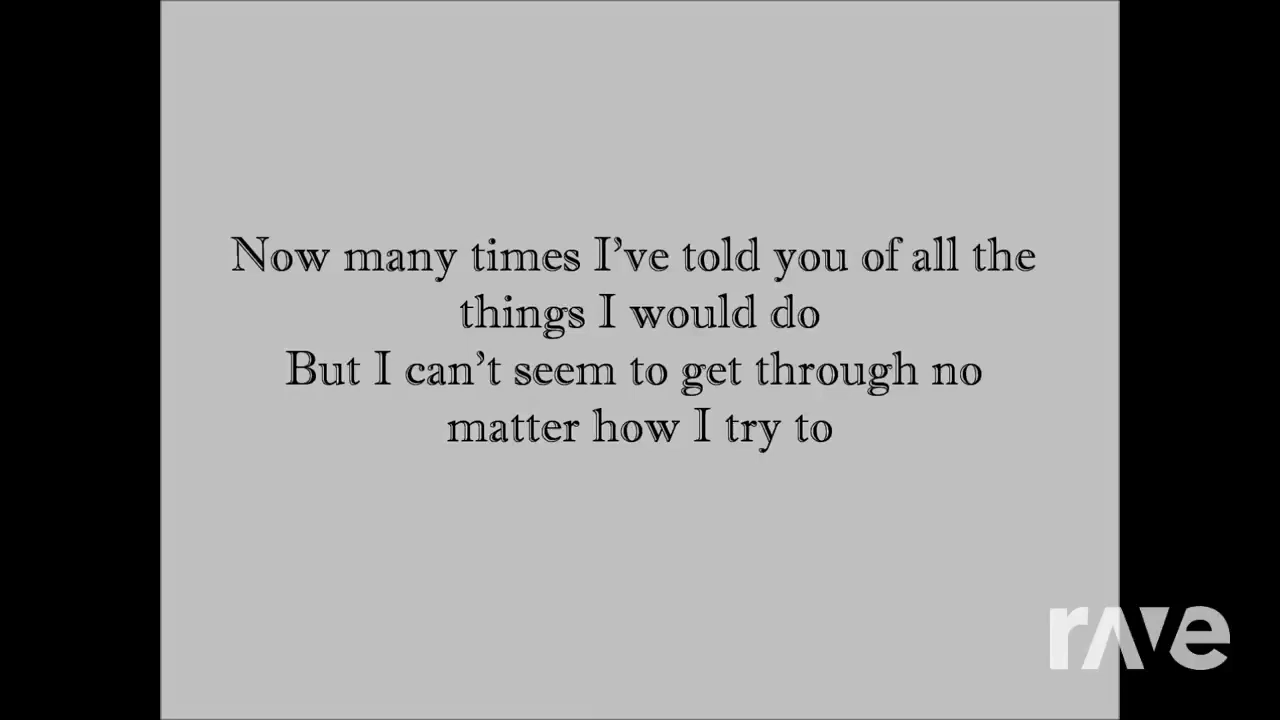 Now many times I've told you of all the
things I would do
But I can't seem to get through no
matter how I try to
rave